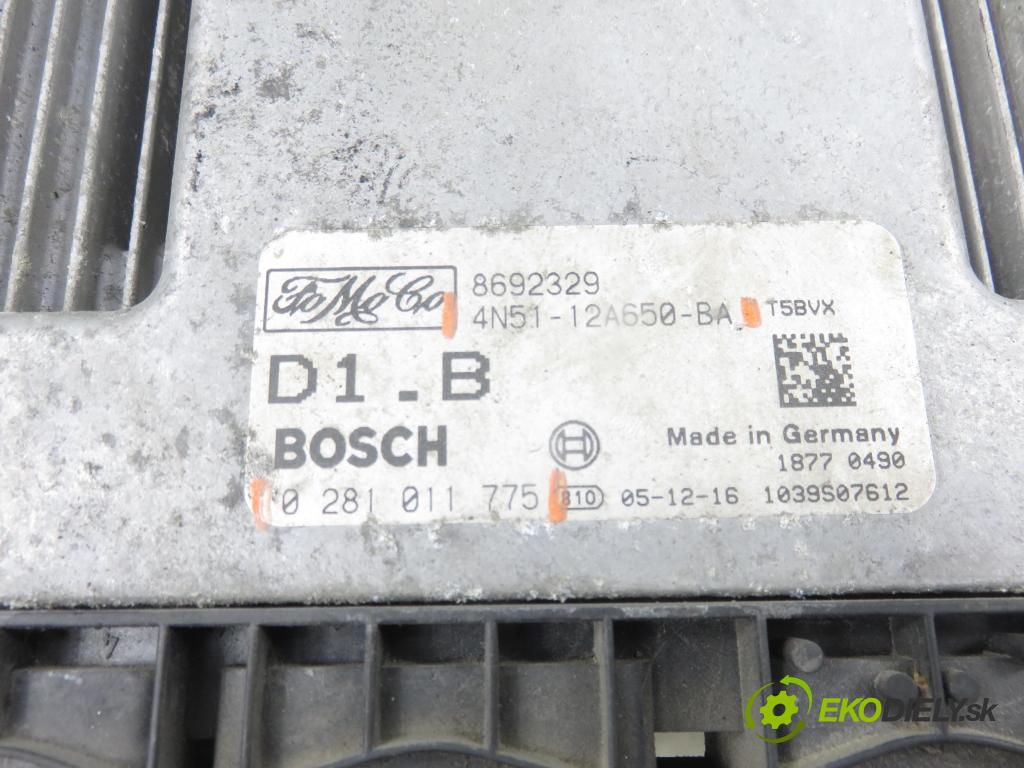 FoMoCo 8692329
4N51-12A650-BA T5BVX
D1.B
BOSCH Made in Germany
1877 0490
0 281 011 775 810 05-12-16 1039S07612
EKODIELY.sk